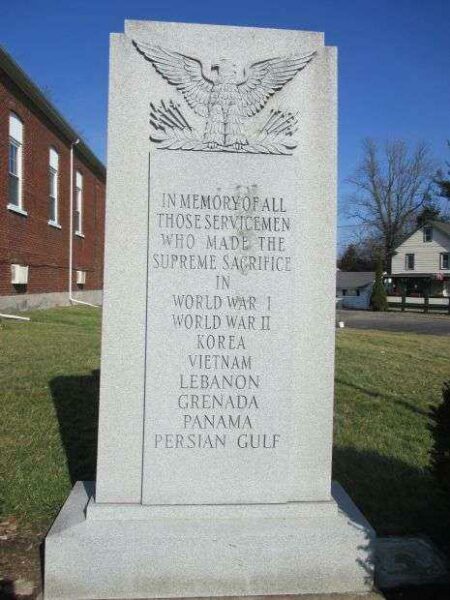 IN MEMORY OF ALL
THOSE SERVICEMEN
WHO MADE THE
SUPREME SACRIFICE
IN
WORLD WAR I
WORLD WAR II
KOREA
VIETNAM
LEBANON
GRENADA
PANAMA
PERSIAN GULF